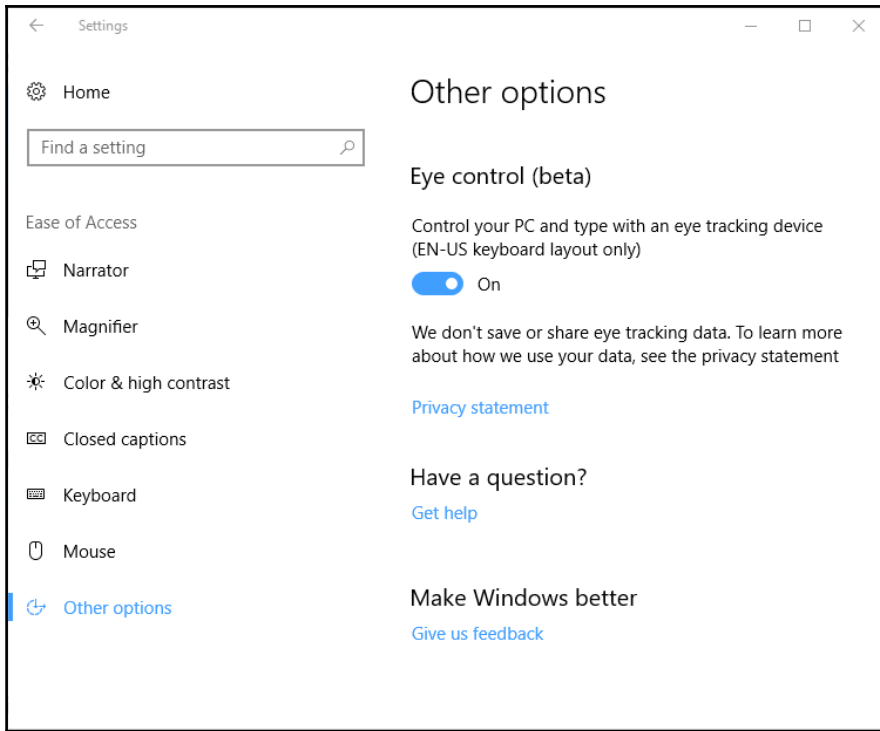 Settings
Home
Find a setting
Ease of Access
Narrator
Magnifier
Color & high contrast
CC Closed captions
Keyboard
Mouse
Other options
Other options
Eye control (beta)
Control your PC and type with an eye tracking device
(EN-US keyboard layout only)
On
We don't save or share eye tracking data. To learn more
about how we use your data, see the privacy statement
Privacy statement
Have a question?
Get help
Make Windows better
Give us feedback